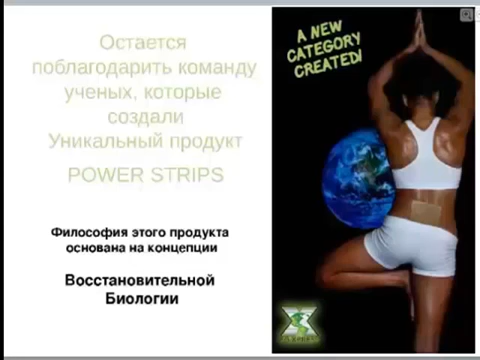 Остается
поблагодарить команду
ученых, которые
создали
Уникальный продукт
POWER STRIPS
Философия этого продукта
основана на концепции
Восстановительной
Биологии
A NEW
CATEGORY
CREATED!